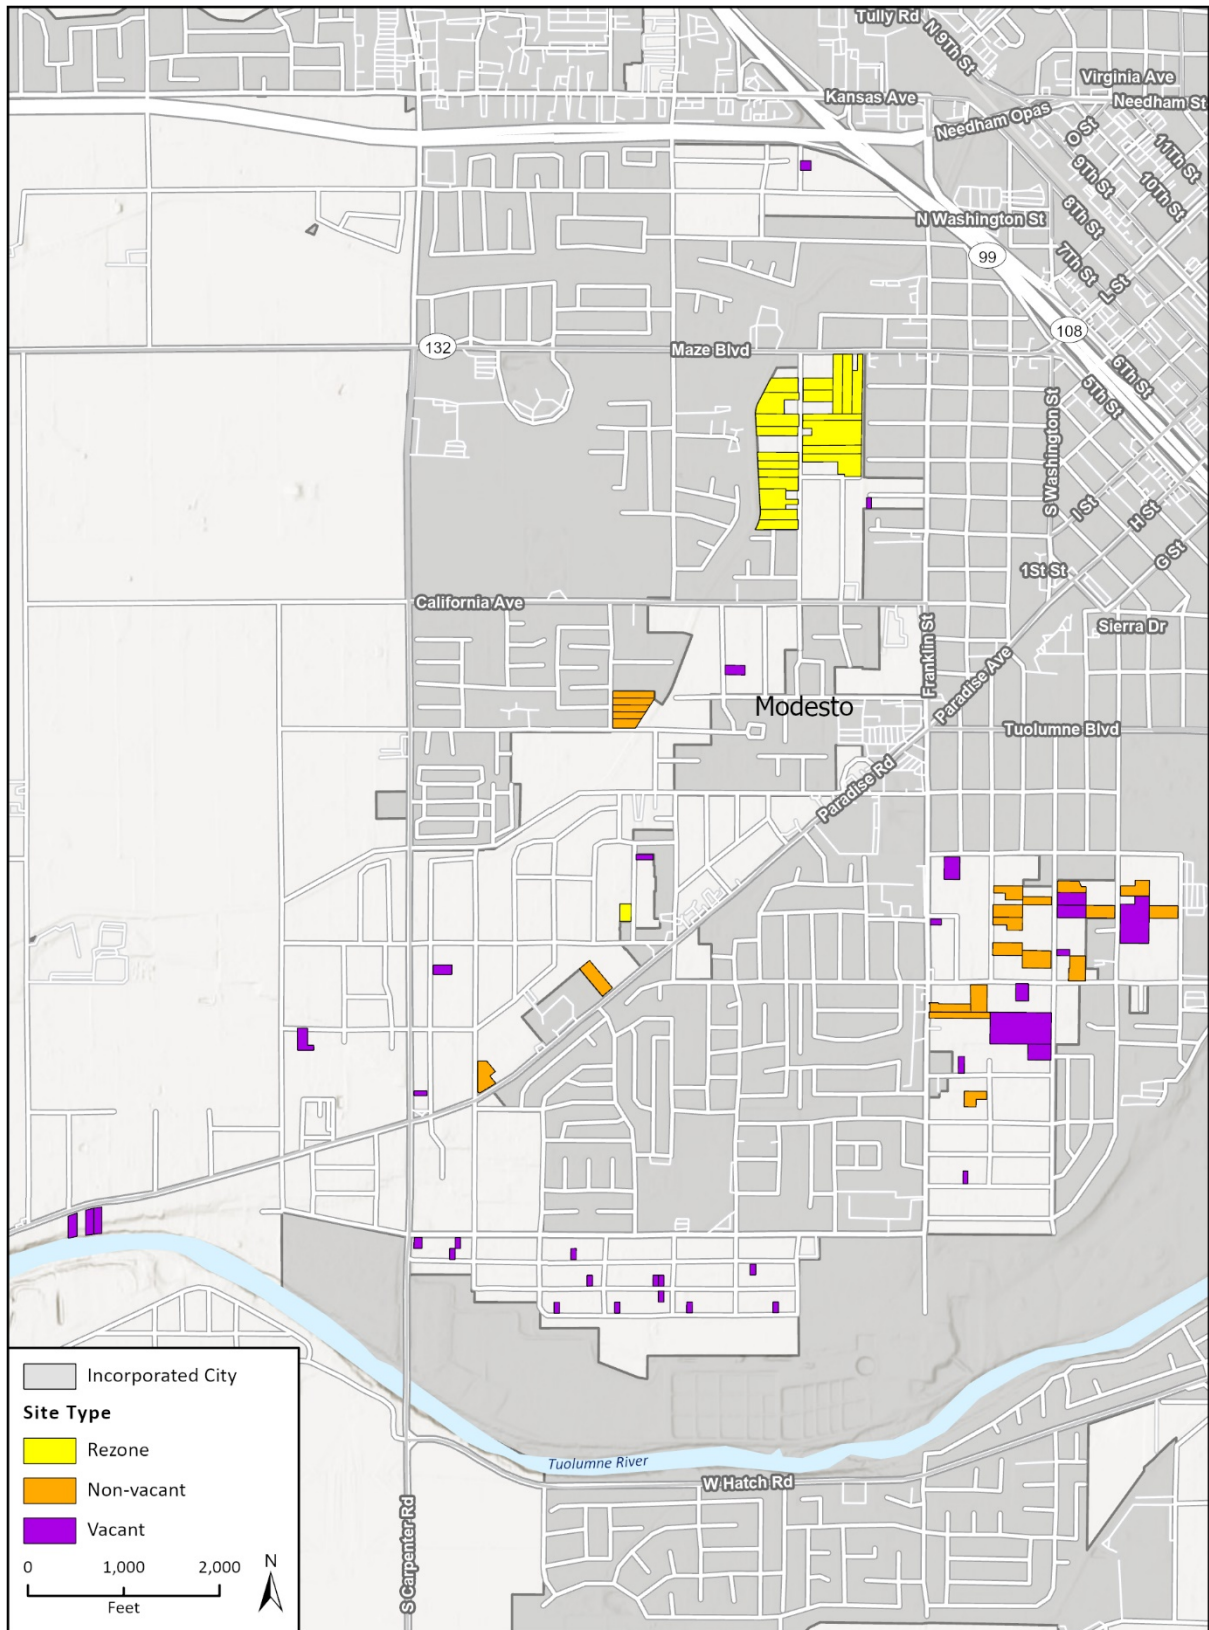 Tully Rd
N 9Th St
Virginia Ave
Kansas Ave
Needham St
Needham Opas
O St
11Th St
9Th St
10Th St
8Th St
N Washington St
99
7Th St
L St
108
132
Maze Blvd
6Th St
5Th St
S Washington St
I St
H St
G St
1St St
California Ave
Sierra Dr
Franklin St
Paradise Ave
Modesto
Tuolumne Blvd
Paradise Rd
Tuolumne River
W Hatch Rd
S Carpenter Rd
Incorporated City
Site Type
Rezone
Non-vacant
Vacant
0 1,000 2,000
Feet
N